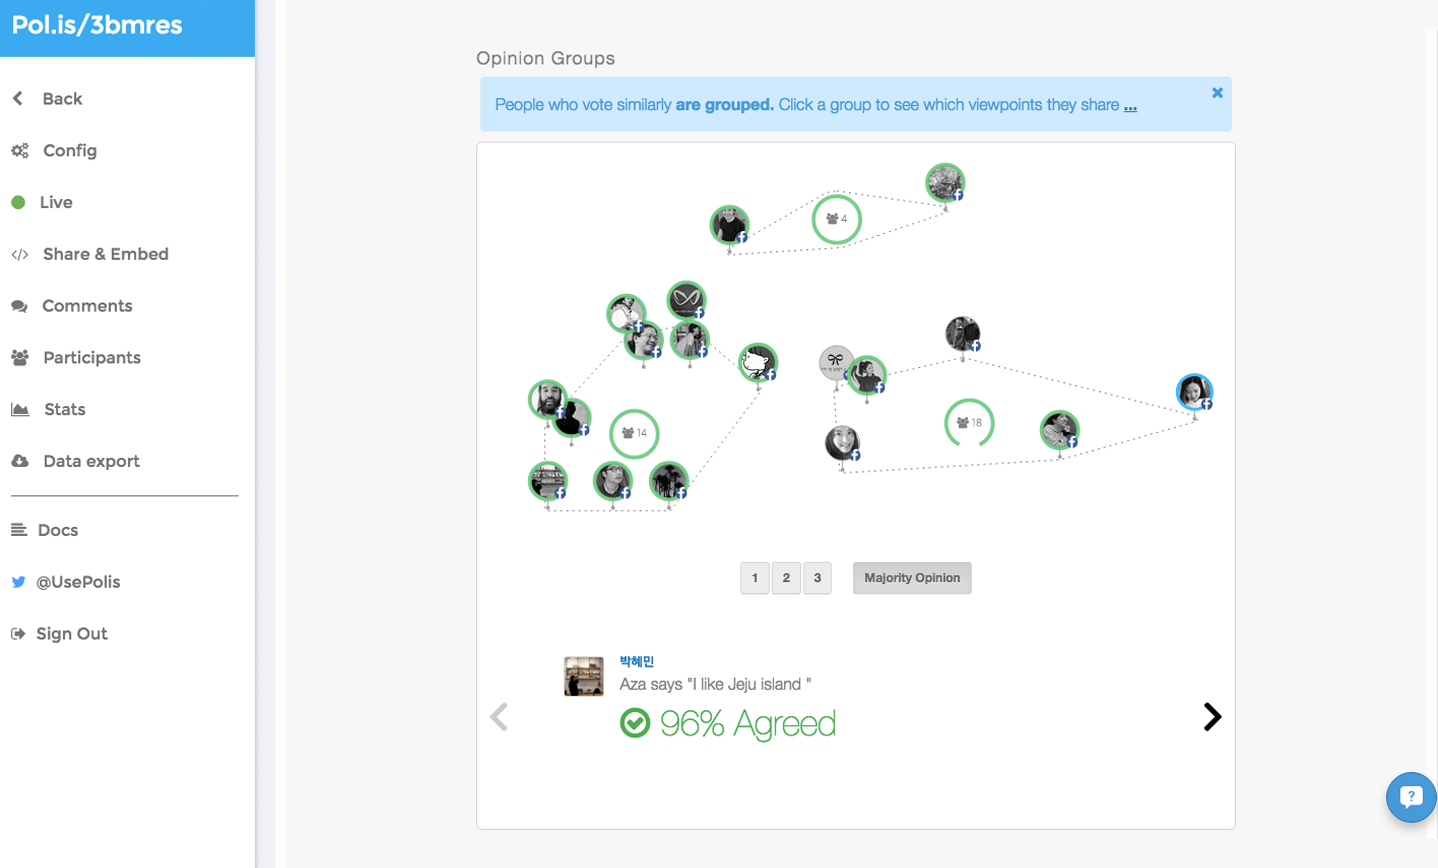 Pol.is/3bmres
Back
Config
Live
Share & Embed
Comments
Participants
Stats
Data export
Docs
@UsePolis
Sign Out
Opinion Groups
People who vote similarly are grouped. Click a group to see which viewpoints they share ...
4
14
18
1 2 3 Majority Opinion
박혜민
Aza says "I like Jeju island "
96% Agreed